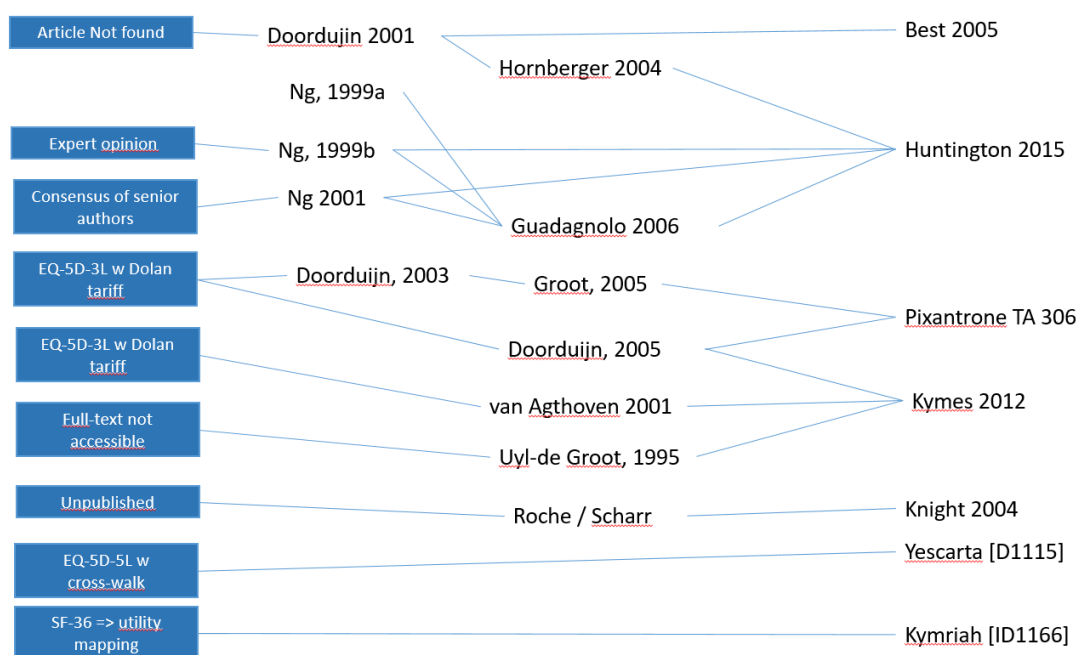 Article Not found
Doordujin 2001
Best 2005
Hornberger 2004
Ng, 1999a
Expert opinion
Ng, 1999b
Huntington 2015
Consensus of senior
authors
Ng 2001
Guadagnolo 2006
EQ-5D-3L w Dolan
tariff
Doorduijn, 2003
Groot, 2005
Pixantrone TA 306
EQ-5D-3L w Dolan
tariff
Doorduijn, 2005
van Agthoven 2001
Kymes 2012
Full-text not
accessible
Uyl-de Groot, 1995
Unpublished
Roche / Scharr
Knight 2004
EQ-5D-5L w
cross-walk
Yescarta [D1115]
SF-36 => utility
mapping
Kymriah [ID1166]